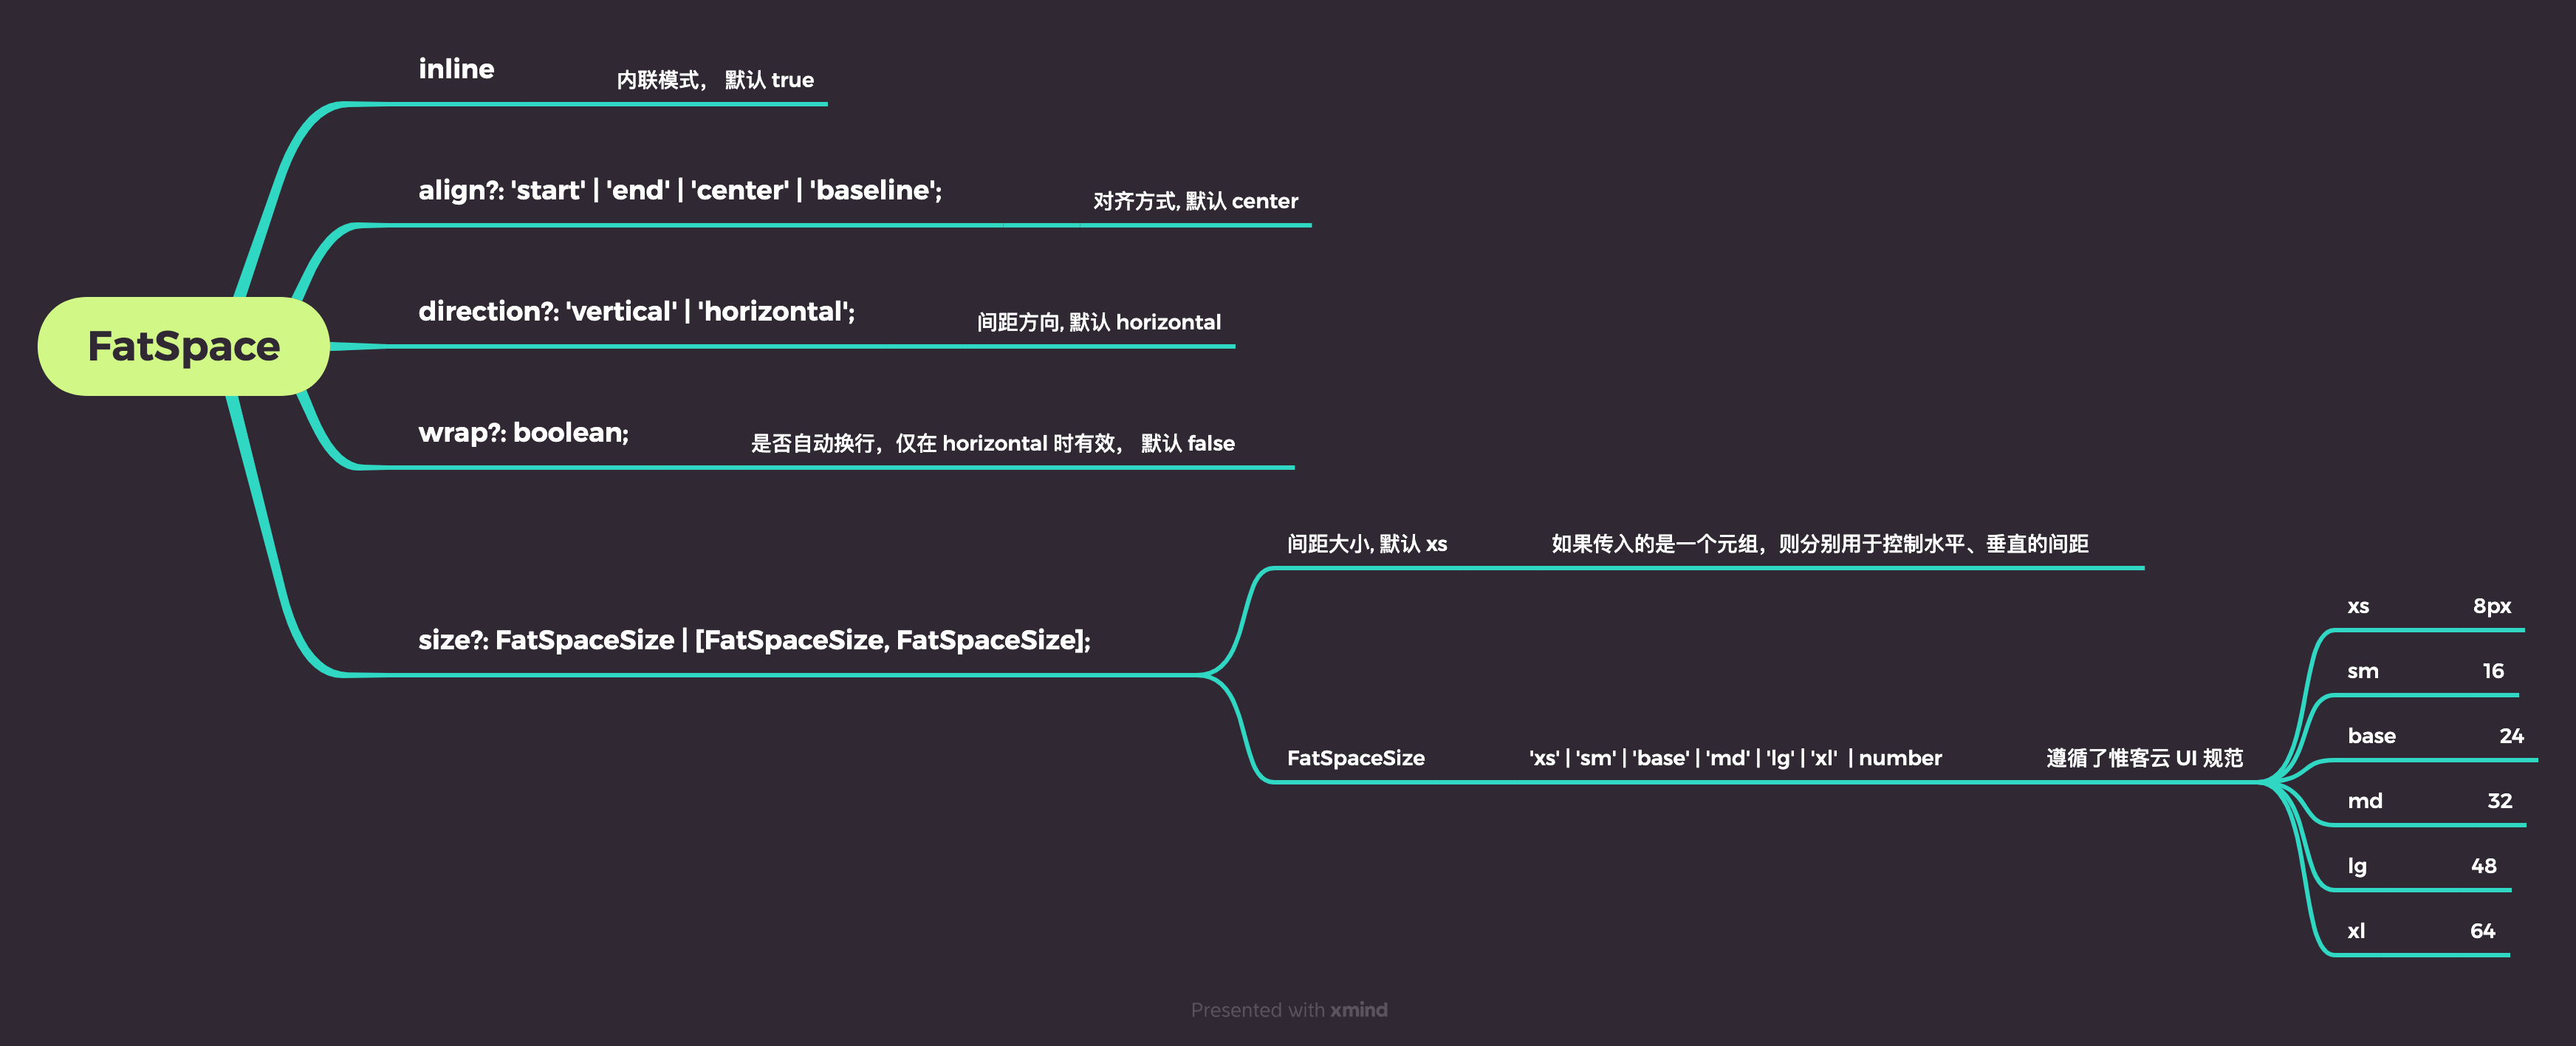 inline
内联模式， 默认 true
align?: 'start' | 'end' | 'center' | 'baseline';
对齐方式, 默认 center
FatSpace
direction?: 'vertical' | 'horizontal';
间距方向, 默认 horizontal
wrap?: boolean;
是否自动换行，仅在 horizontal 时有效， 默认 false
size?: FatSpaceSize | [FatSpaceSize, FatSpaceSize];
间距大小, 默认 xs
如果传入的是一个元组，则分别用于控制水平、垂直的间距
FatSpaceSize
'xs' | 'sm' | 'base' | 'md' | 'lg' | 'xl'  | number
遵循了惟客云 UI 规范
xs
8px
sm
16
base
24
md
32
lg
48
xl
64
Presented with xmind